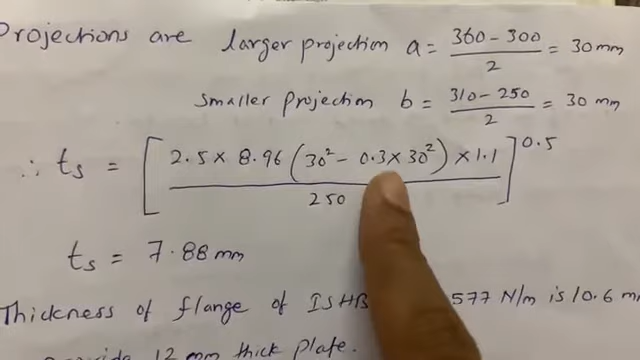 Projections are larger projection a = 360-300/2 = 30 mm
smaller projection b = 310-250/2 = 30 mm
∴ ts = [2.5 × 8.96 (30² - 0.3 × 30²) × 1.1 / 250]^0.5
ts = 7.88 mm
Thickness of flange of ISHB 577 N/m is 10.6 m
12 mm thick plate.